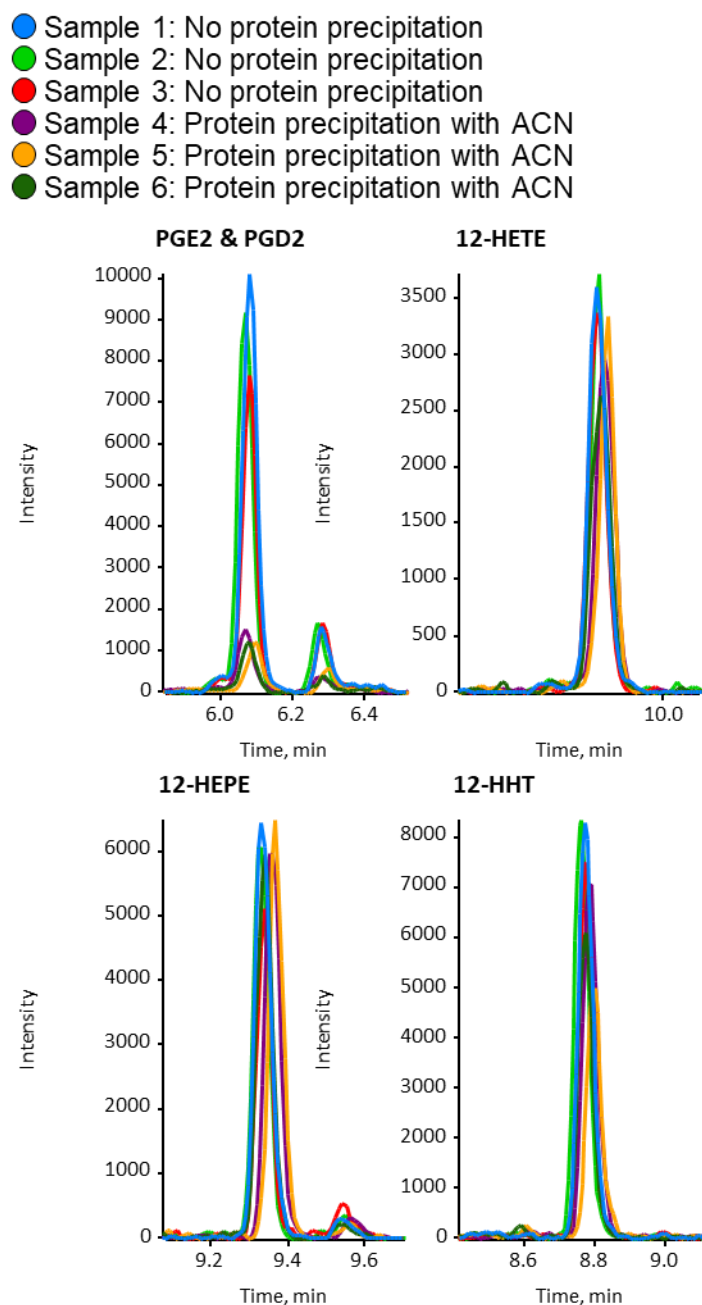 Sample 1: No protein precipitation
Sample 2: No protein precipitation
Sample 3: No protein precipitation
Sample 4: Protein precipitation with ACN
Sample 5: Protein precipitation with ACN
Sample 6: Protein precipitation with ACN
PGE2 & PGD2
10000
9000
8000
7000
6000
5000
4000
3000
2000
1000
0
Intensity
6.0 6.2 6.4
Time, min
12-HETE
3500
3000
2500
2000
1500
1000
500
0
Intensity
10.0
Time, min
12-HEPE
6000
5000
4000
3000
2000
1000
0
Intensity
9.2 9.4 9.6
Time, min
12-HHT
8000
7000
6000
5000
4000
3000
2000
1000
0
Intensity
8.6 8.8 9.0
Time, min